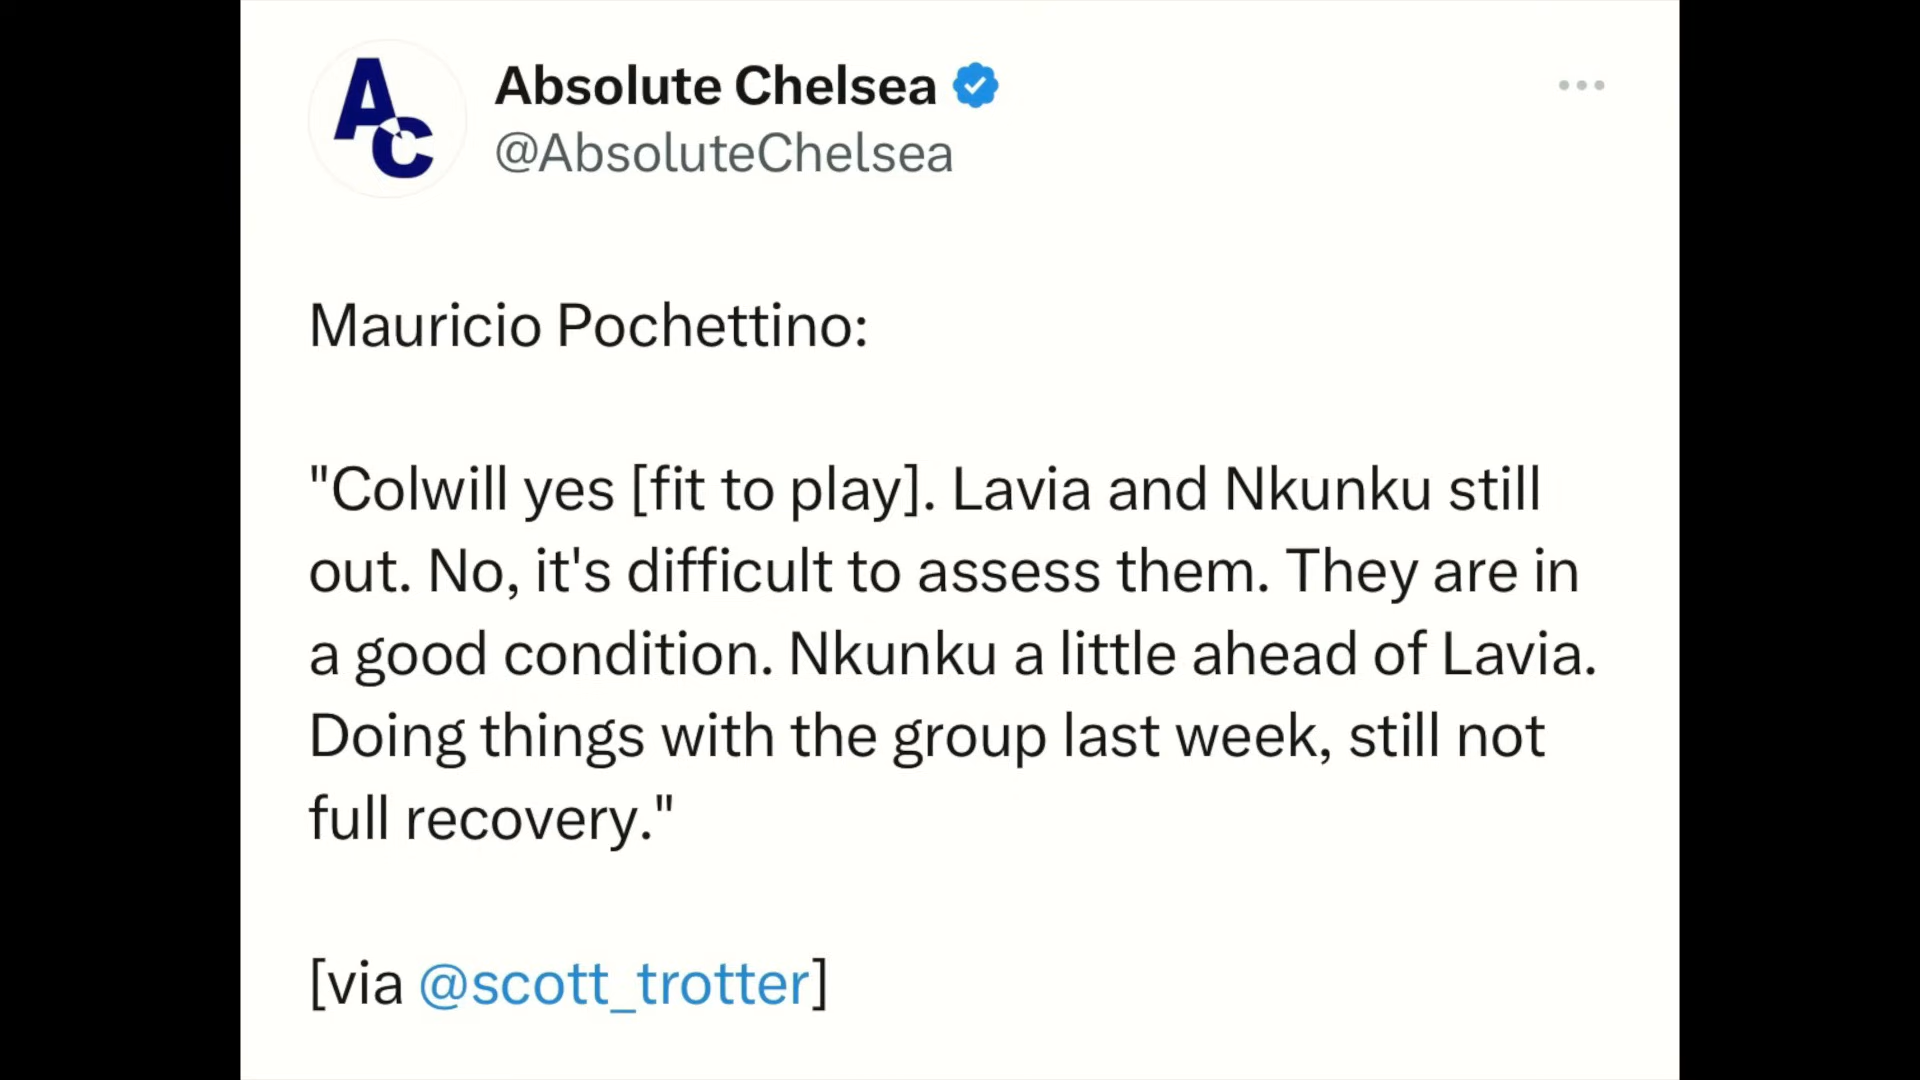 AC
Absolute Chelsea
@AbsoluteChelsea
Mauricio Pochettino:
"Colwill yes [fit to play]. Lavia and Nkunku still
out. No, it's difficult to assess them. They are in
a good condition. Nkunku a little ahead of Lavia.
Doing things with the group last week, still not
full recovery."
[via @scott_trotter]